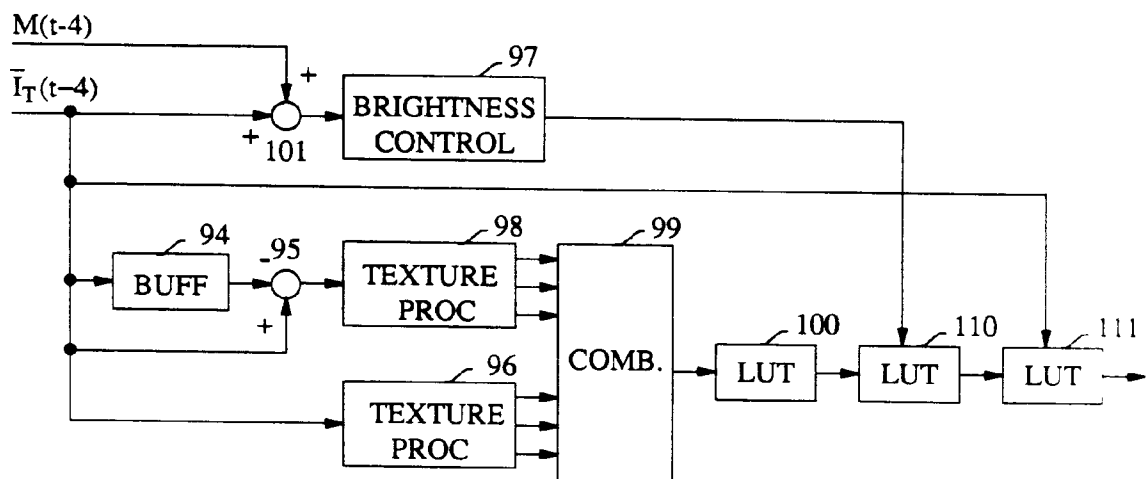 M(t-4)
+
97
Ī_T(t-4)
BRIGHTNESS
CONTROL
+
101
94
-95
98
99
BUFF
TEXTURE
PROC
+
100
110
111
96
COMB.
LUT
LUT
LUT
TEXTURE
PROC